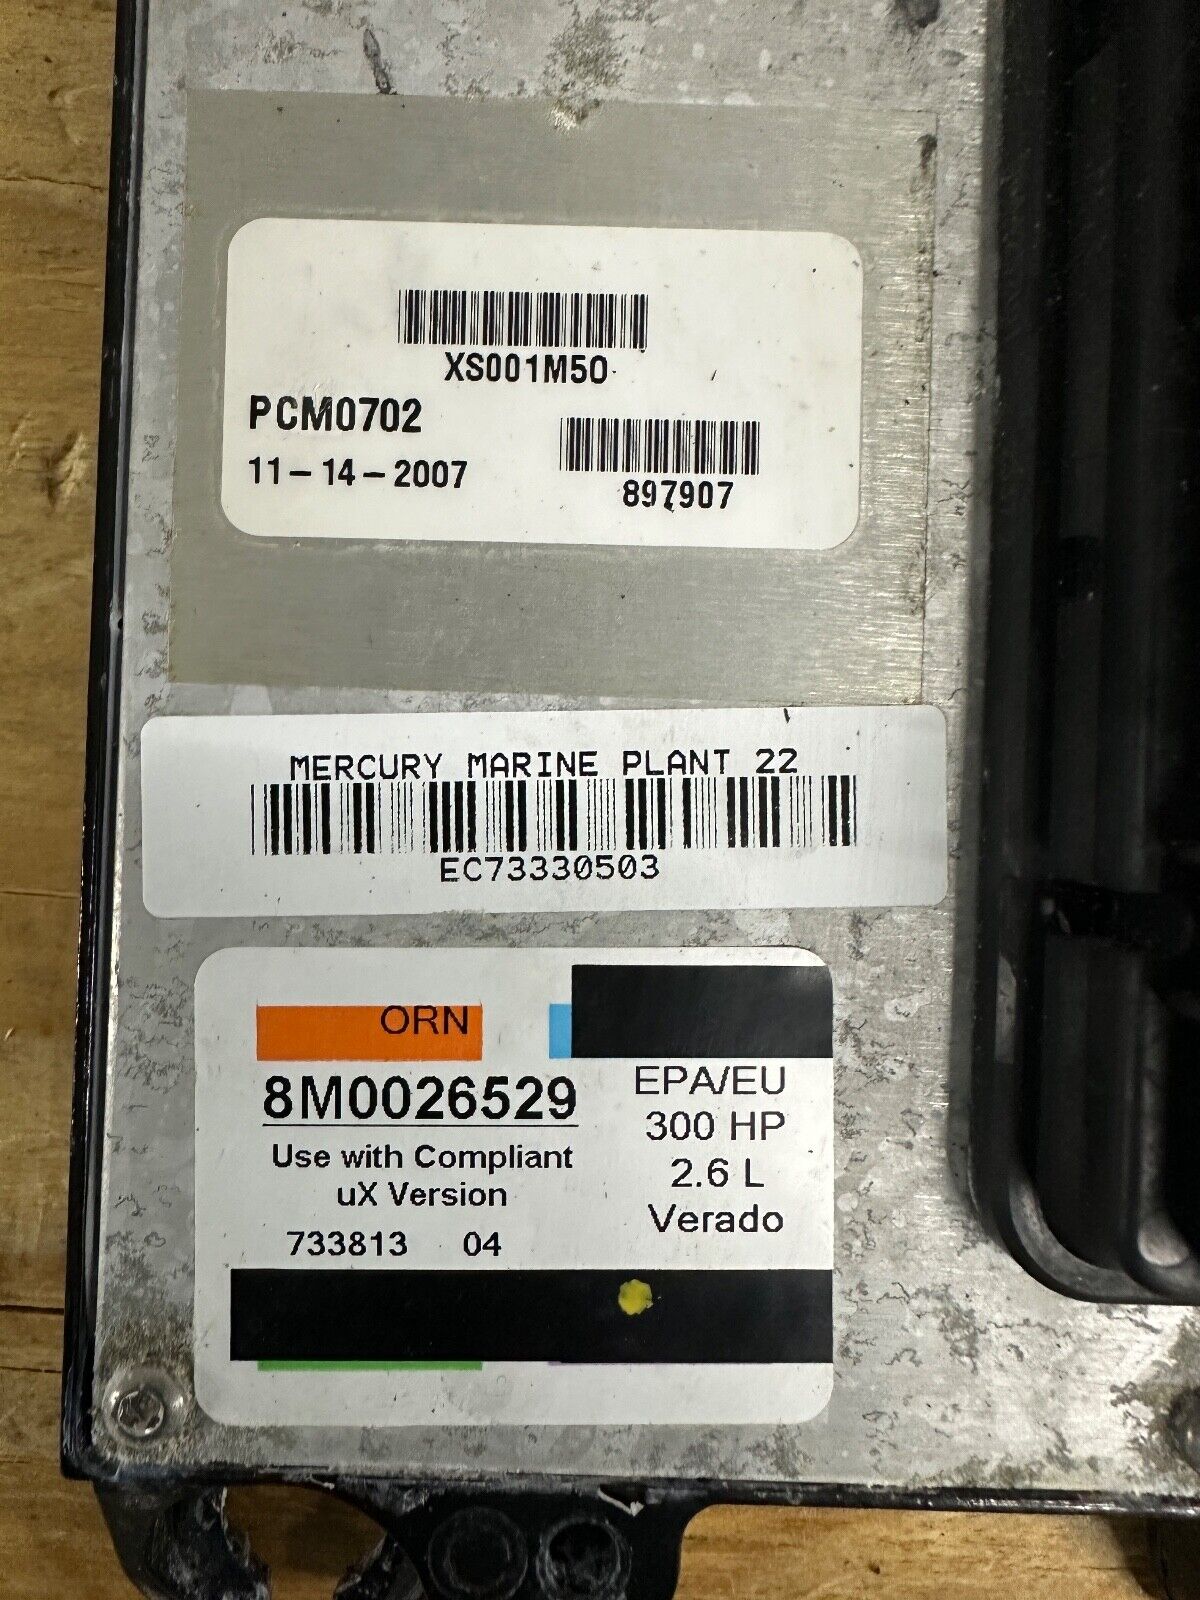 XS001M50
PCM0702
11-14-2007
897907
MERCURY MARINE PLANT 22
EC73330503
ORN
8M0026529
Use with Compliant
uX Version
733813 04
EPA/EU
300 HP
2.6 L
Verado